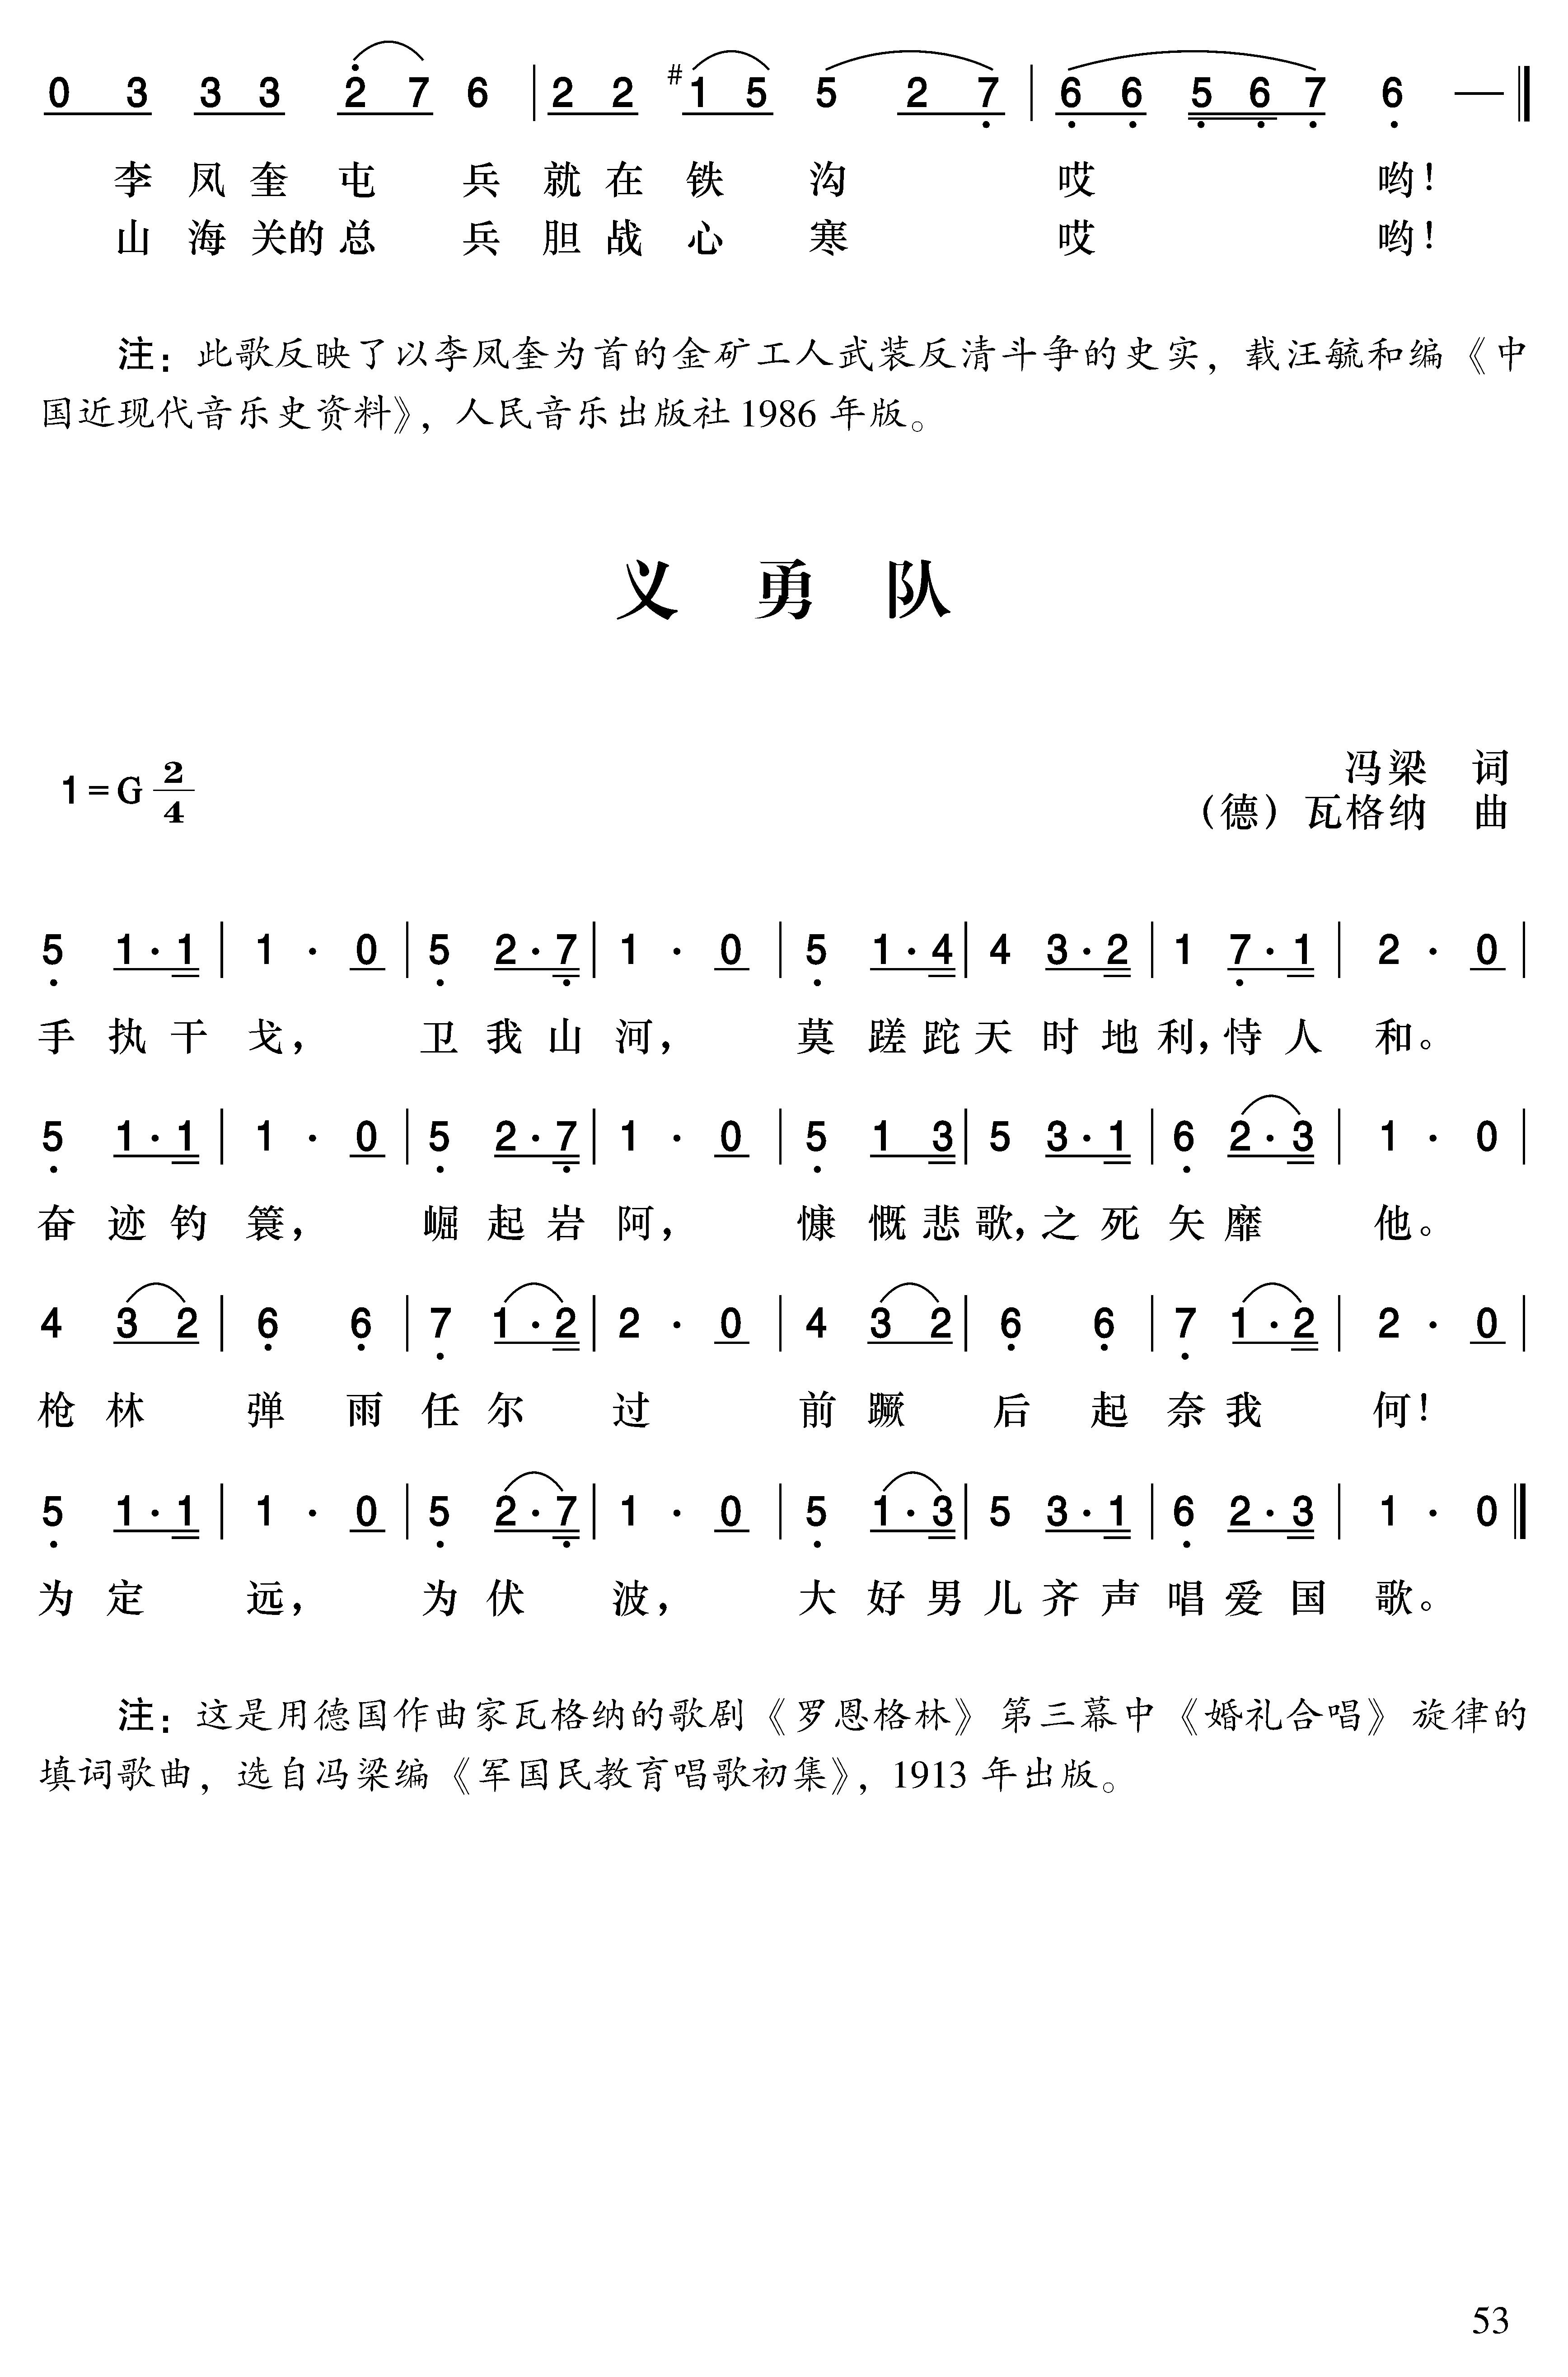 0 3 3 3 2 7 6 | 2 2 #1 5 5 2 7 | 6 6 5 6 7 6 — ‖
李凤奎屯 兵就在铁 沟 哎 哟！
山海关的总 兵胆战心 寒 哎 哟！
注：此歌反映了以李凤奎为首的金矿工人武装反清斗争的史实，载汪毓和编《中
国近现代音乐史资料》，人民音乐出版社1986年版。
义勇队
1=G 2/4
冯梁 词
（德）瓦格纳 曲
5 1·1 | 1· 0 | 5 2·7 | 1· 0 | 5 1·4 | 4 3·2 | 1 7·1 | 2· 0 |
手执干戈， 卫我山河， 莫蹉跎天时地利，恃人和。
5 1·1 | 1· 0 | 5 2·7 | 1· 0 | 5 1 3 | 5 3·1 | 6 2·3 | 1· 0 |
奋迹钓蓑， 崛起岩阿， 慷慨悲歌，之死矢靡 他。
4 3 2 | 6 6 | 7 1·2 | 2· 0 | 4 3 2 | 6 6 | 7 1·2 | 2· 0 |
枪林 弹雨任尔 过 前蹶 后起奈我 何！
5 1·1 | 1· 0 | 5 2·7 | 1· 0 | 5 1·3 | 5 3·1 | 6 2·3 | 1· 0 ‖
为定 远， 为伏 波， 大好男儿齐声唱爱国歌。
注：这是用德国作曲家瓦格纳的歌剧《罗恩格林》第三幕中《婚礼合唱》旋律的
填词歌曲，选自冯梁编《军国民教育唱歌初集》，1913年出版。
53